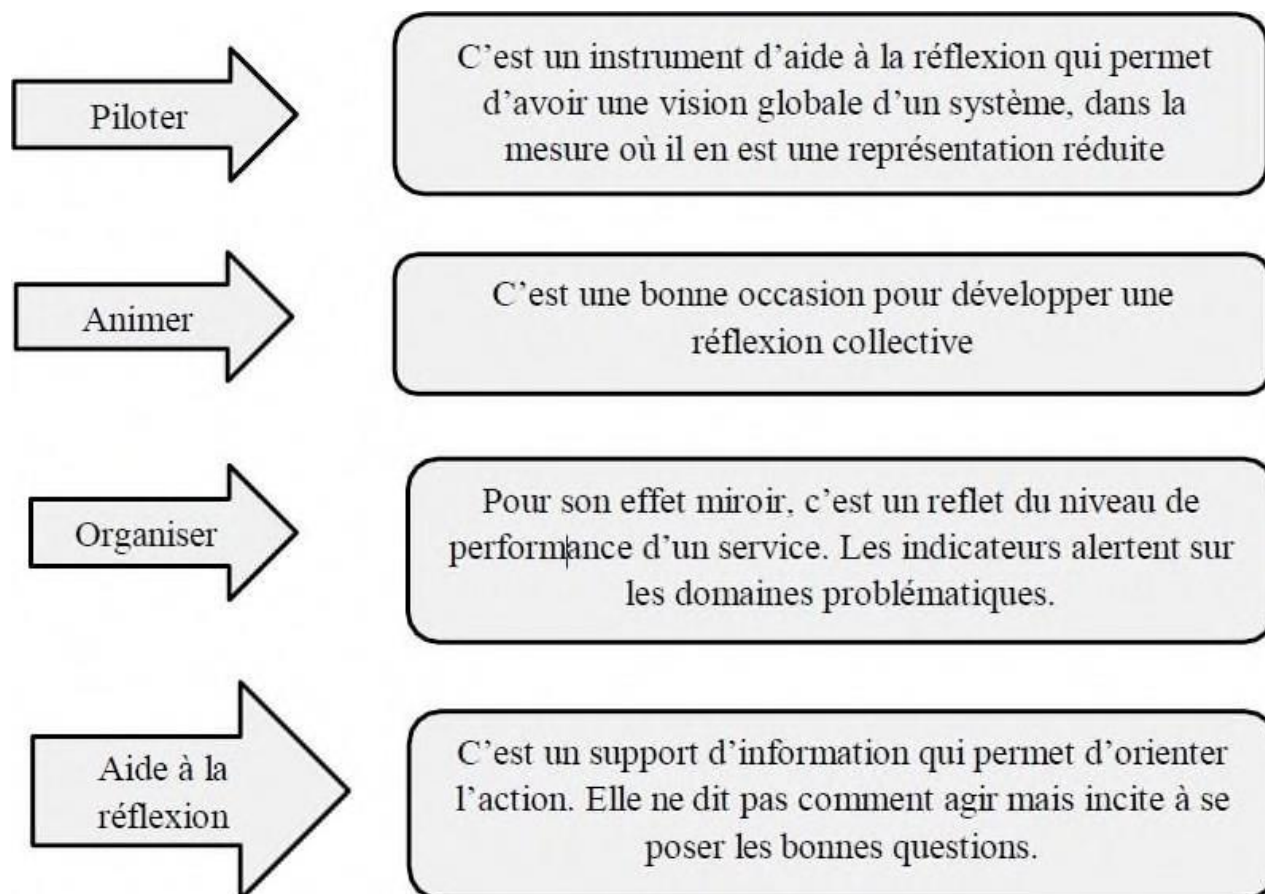 Piloter
C'est un instrument d'aide à la réflexion qui permet
d'avoir une vision globale d'un système, dans la
mesure où il en est une représentation réduite
Animer
C'est une bonne occasion pour développer une
réflexion collective
Organiser
Pour son effet miroir, c'est un reflet du niveau de
performance d'un service. Les indicateurs alertent sur
les domaines problématiques.
Aide à la
réflexion
C'est un support d'information qui permet d'orienter
l'action. Elle ne dit pas comment agir mais incite à se
poser les bonnes questions.